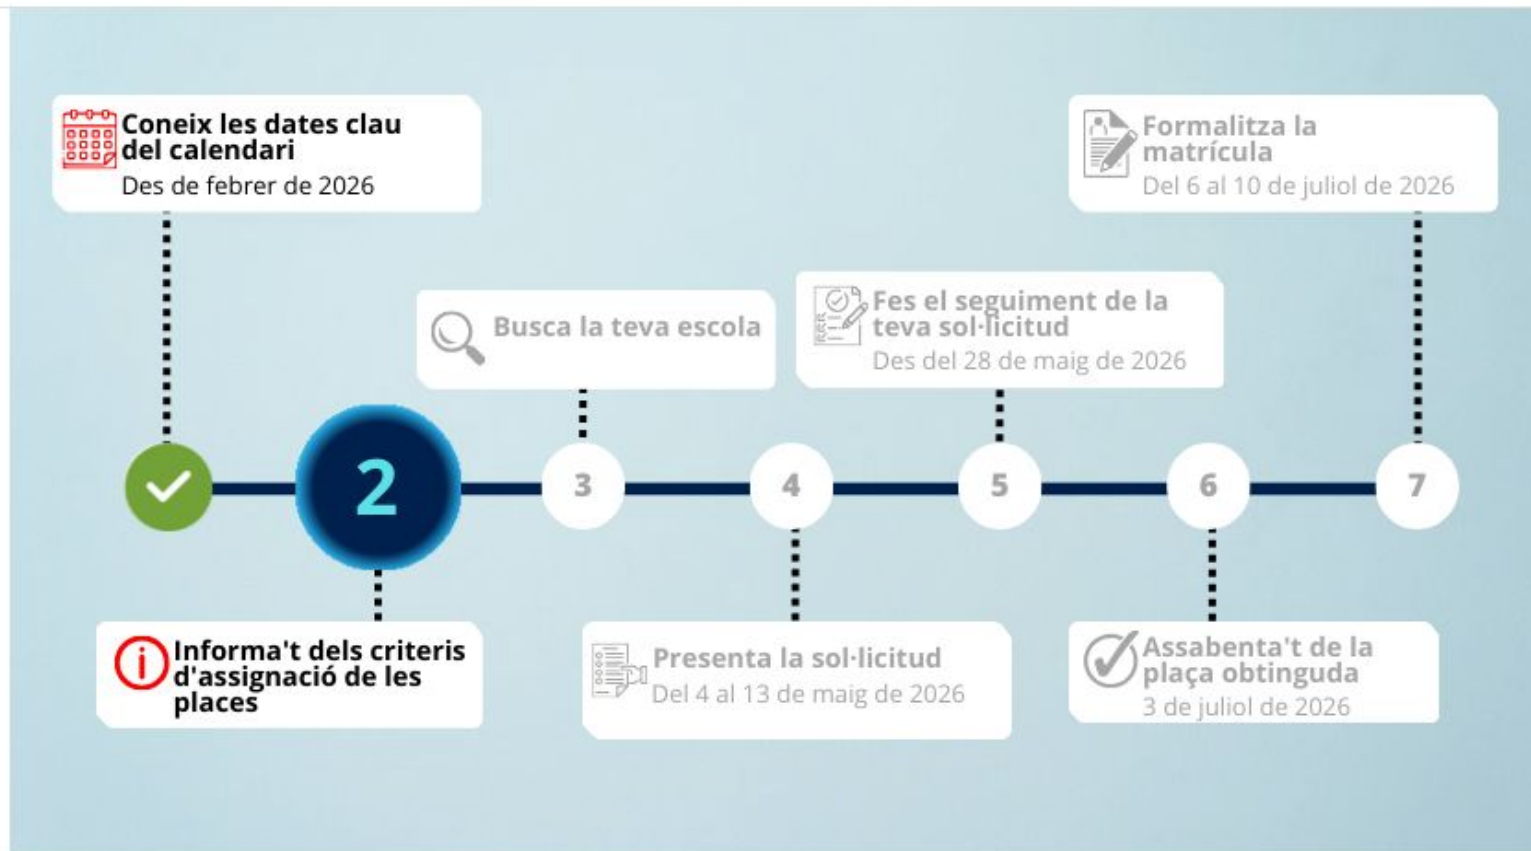 Coneix les dates clau
del calendari
Des de febrer de 2026
Formalitza la
matrícula
Del 6 al 10 de juliol de 2026
Busca la teva escola
Fes el seguiment de la
teva sol·licitud
Des del 28 de maig de 2026
2
3
4
5
6
7
Informa't dels criteris
d'assignació de les
places
Presenta la sol·licitud
Del 4 al 13 de maig de 2026
Assabenta't de la
plaça obtinguda
3 de juliol de 2026